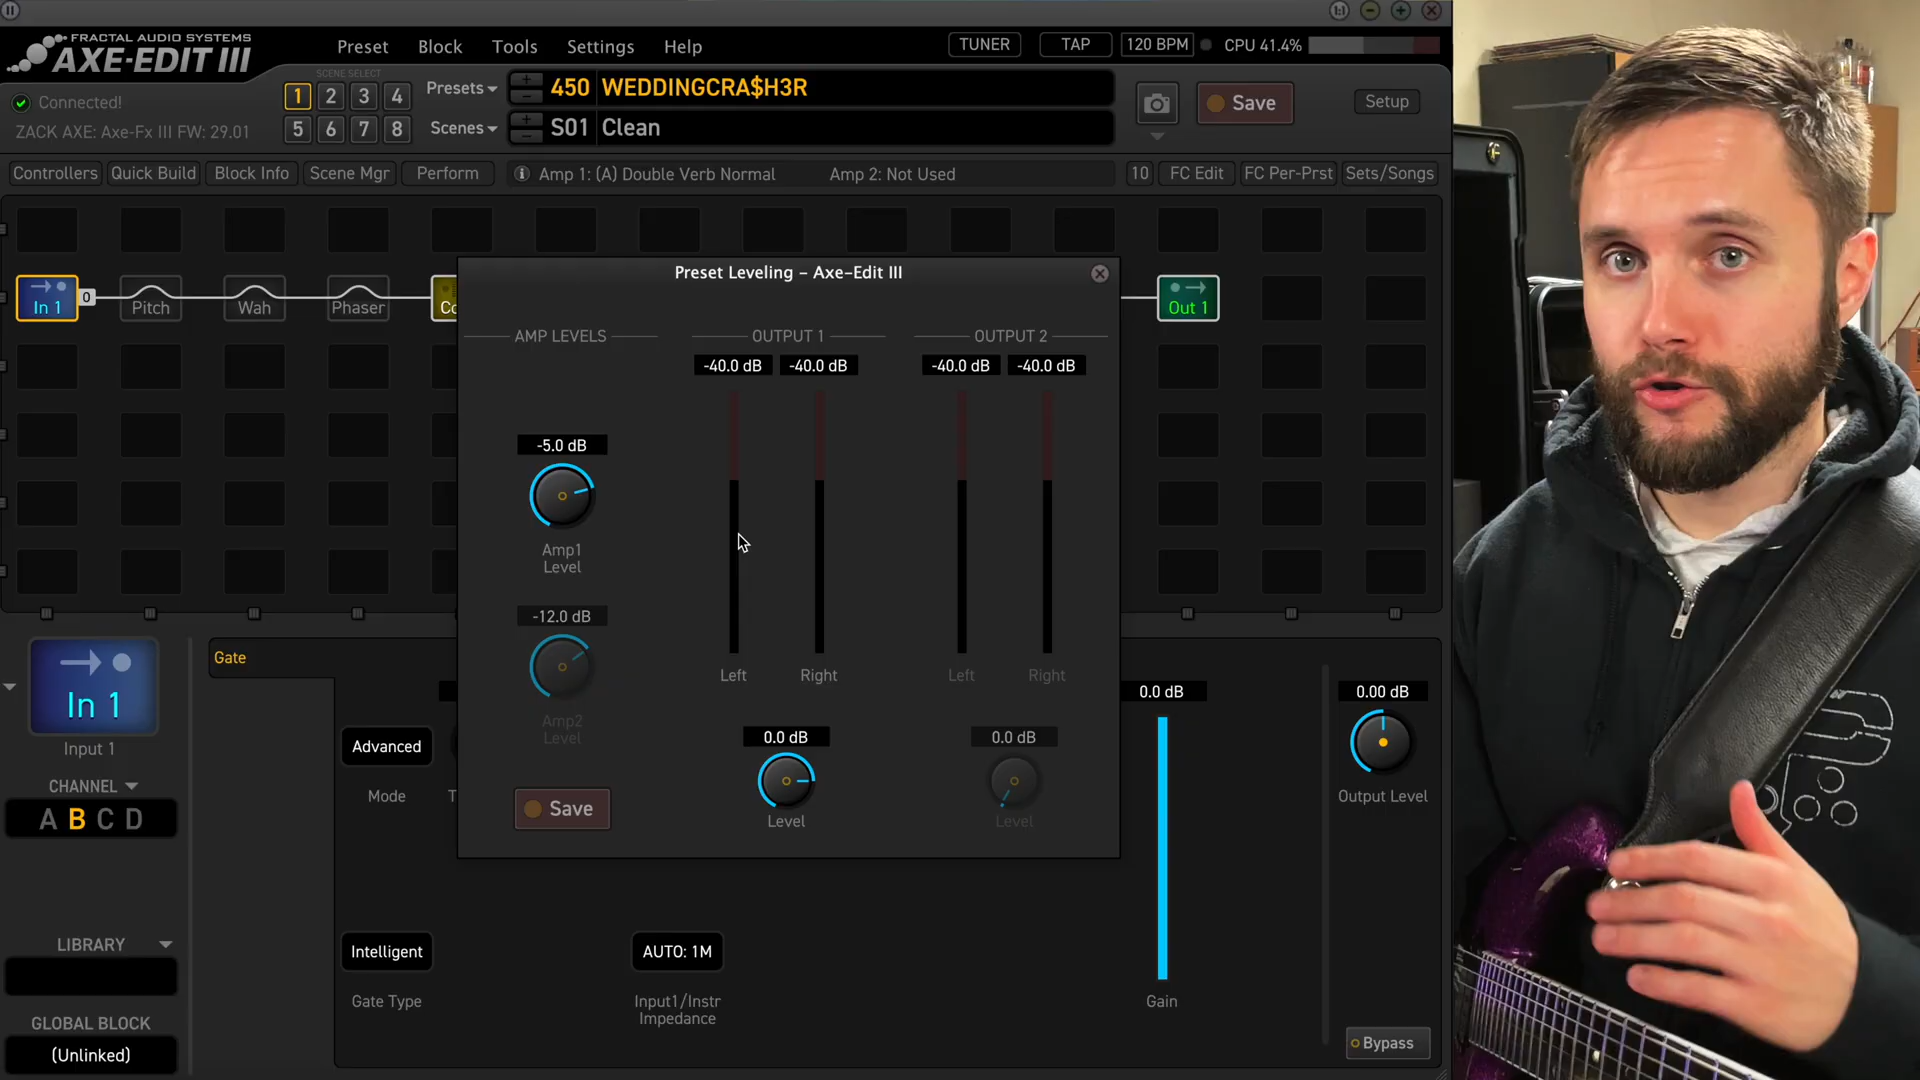 FRACTAL AUDIO SYSTEMS
AXE-EDIT III
Preset Block Tools Settings Help
TUNER TAP 120 BPM CPU 41.4%
1:1
Connected!
ZACK AXE: Axe-Fx III FW: 29.01
SCENE SELECT
1 2 3 4
5 6 7 8
Presets 450 WEDDINGCRA$H3R
Scenes S01 Clean
Save
Setup
Controllers Quick Build Block Info Scene Mgr Perform
Amp 1: (A) Double Verb Normal Amp 2: Not Used
10 FC Edit FC Per-Prst Sets/Songs
In 1 0 Pitch Wah Phaser Co Out 1
Preset Leveling - Axe-Edit III
AMP LEVELS OUTPUT 1 OUTPUT 2
-40.0 dB -40.0 dB -40.0 dB -40.0 dB
-5.0 dB
Amp1
Level
-12.0 dB
Amp2
Level
Left Right Left Right
0.0 dB 0.0 dB
Level Level
Save
In 1
Input 1
CHANNEL
A B C D
LIBRARY
GLOBAL BLOCK
(Unlinked)
Gate
Advanced
Mode
T
Intelligent
Gate Type
AUTO: 1M
Input1/Instr
Impedance
0.0 dB
Gain
0.00 dB
Output Level
Bypass